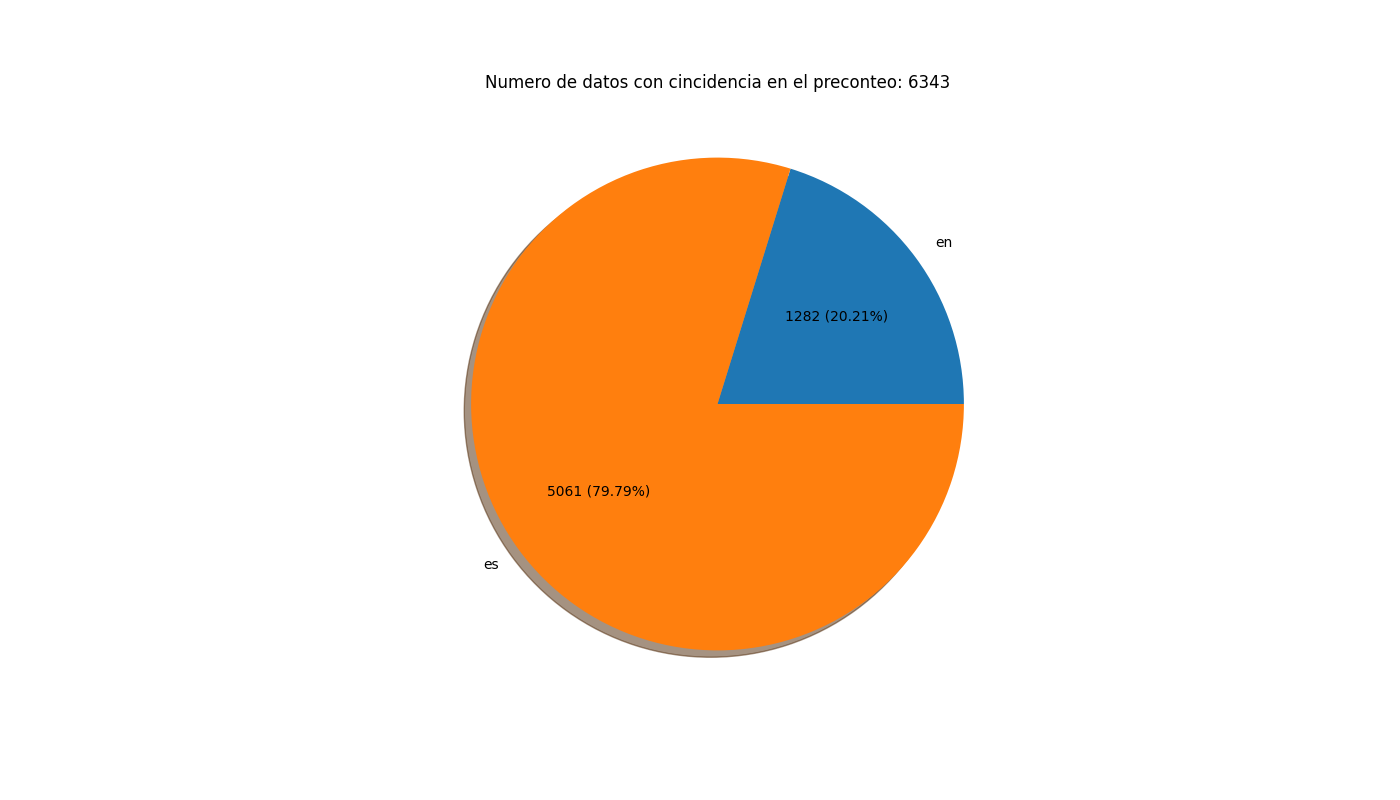 Numero de datos con cincidencia en el preconteo: 6343
en
1282 (20.21%)
5061 (79.79%)
es